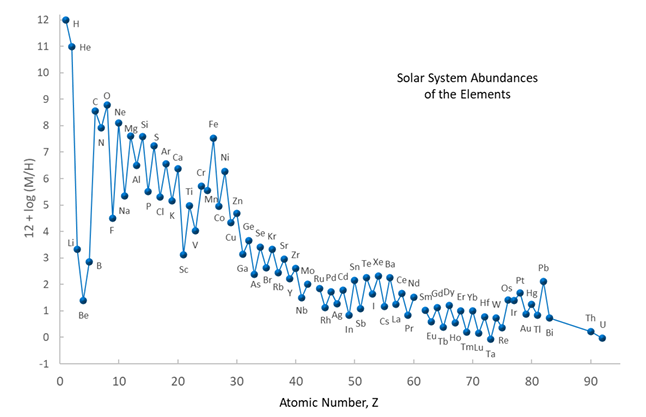 Solar System Abundances
of the Elements
12 + log (M/H)
12
11
10
9
8
7
6
5
4
3
2
1
0
-1
H
He
Li
Be
B
C
N
O
F
Ne
Na
Mg
Al
Si
P
S
Cl
Ar
K
Ca
Sc
Ti
V
Cr
Mn
Fe
Co
Ni
Cu
Zn
Ga
Ge
As
Se
Br
Kr
Rb
Sr
Y
Zr
Nb
Mo
Ru
Rh
Pd
Ag
Cd
In
Sn
Sb
Te
I
Xe
Cs
Ba
La
Ce
Pr
Nd
Sm
Eu
Gd
Tb
Dy
Ho
Er
Tm
Yb
Lu
Hf
Ta
W
Re
Os
Ir
Pt
Au
Hg
Tl
Pb
Bi
Th
U
0
10
20
30
40
50
60
70
80
90
Atomic Number, Z